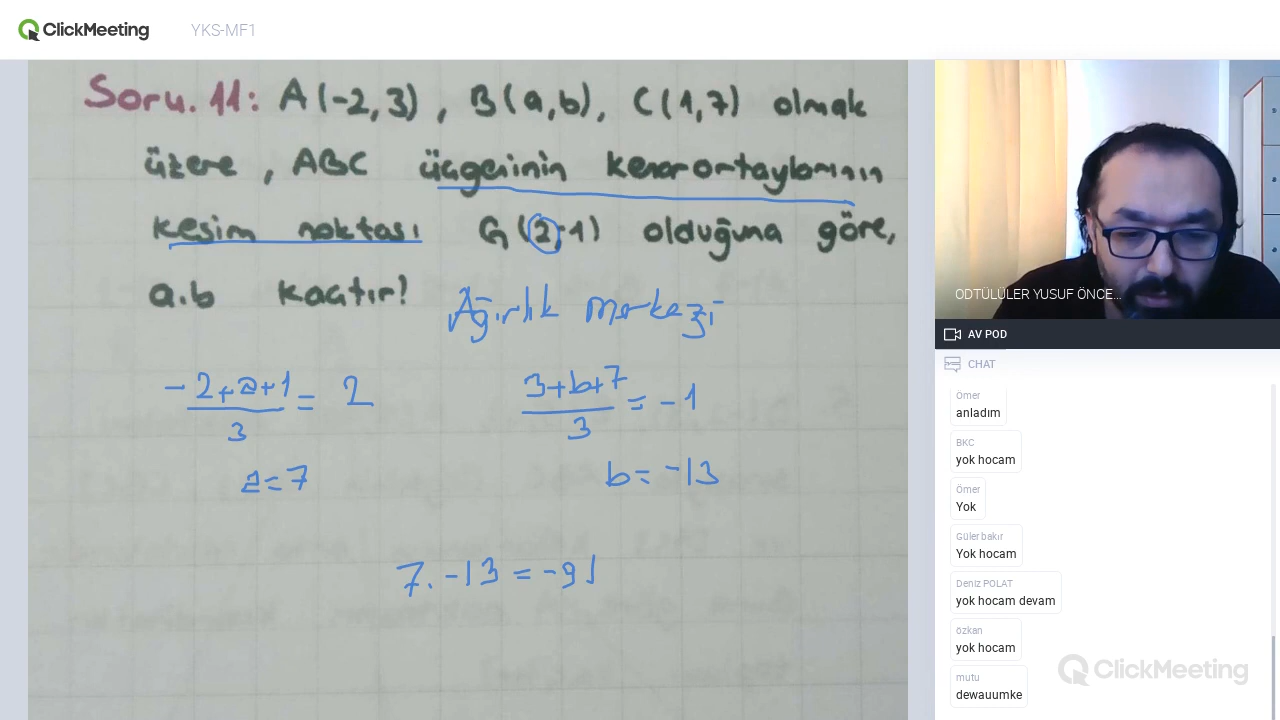 ClickMeeting
YKS-MF1
Soru.11: A(-2,3), B(a,b), C(1,7) olmak
üzere, ABC üçgeninin kenarortaylarının
kesim noktası G(2,-1) olduğuna göre,
a.b kaçtır?
Ağırlık merkezi
-2+a+1
3
= 2
3+b+7
3
= -1
a=7
b= -13
7. -13 = -91
ODTÜLÜLER YUSUF ÖNCE...
AV POD
CHAT
Ömer
anladım
BKC
yok hocam
Ömer
Yok
Güler bakır
Yok hocam
Deniz POLAT
yok hocam devam
özkan
yok hocam
mutu
dewauumke
ClickMeeting